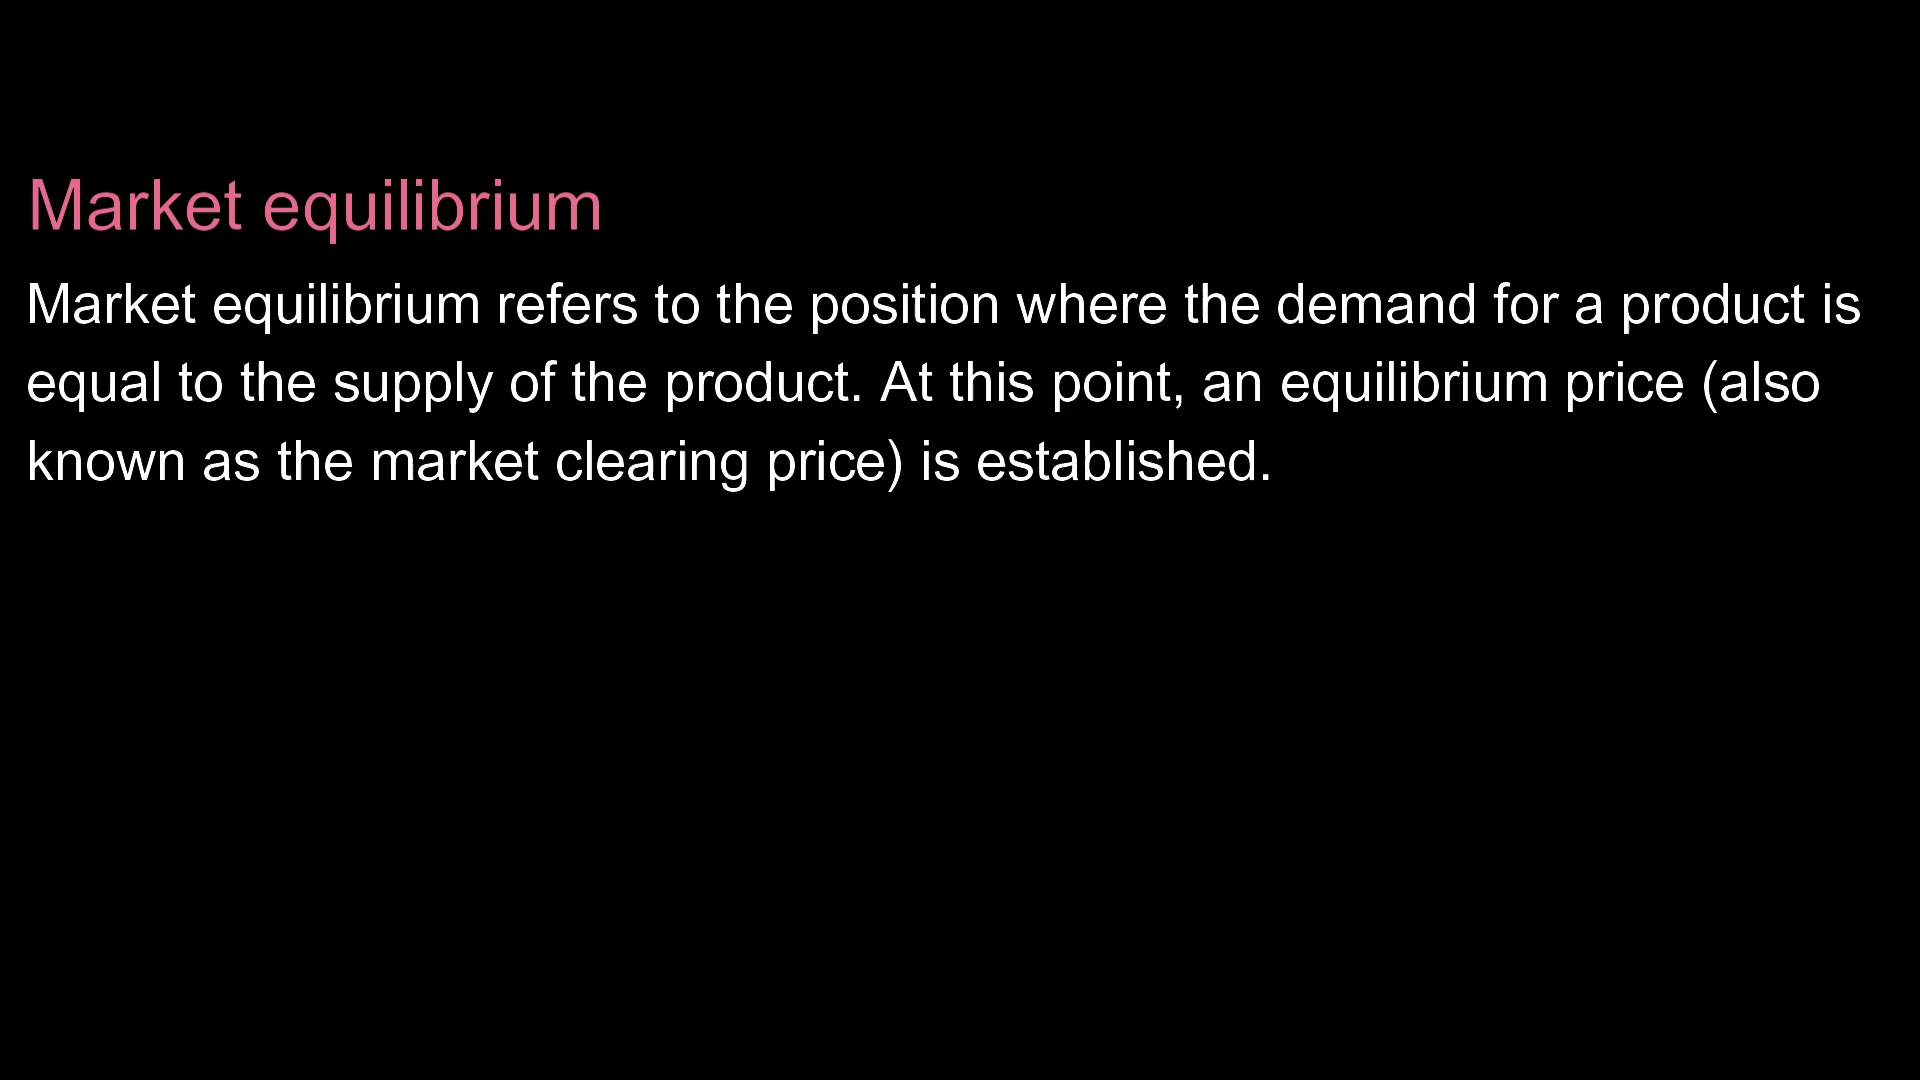 Market equilibrium
Market equilibrium refers to the position where the demand for a product is
equal to the supply of the product. At this point, an equilibrium price (also
known as the market clearing price) is established.